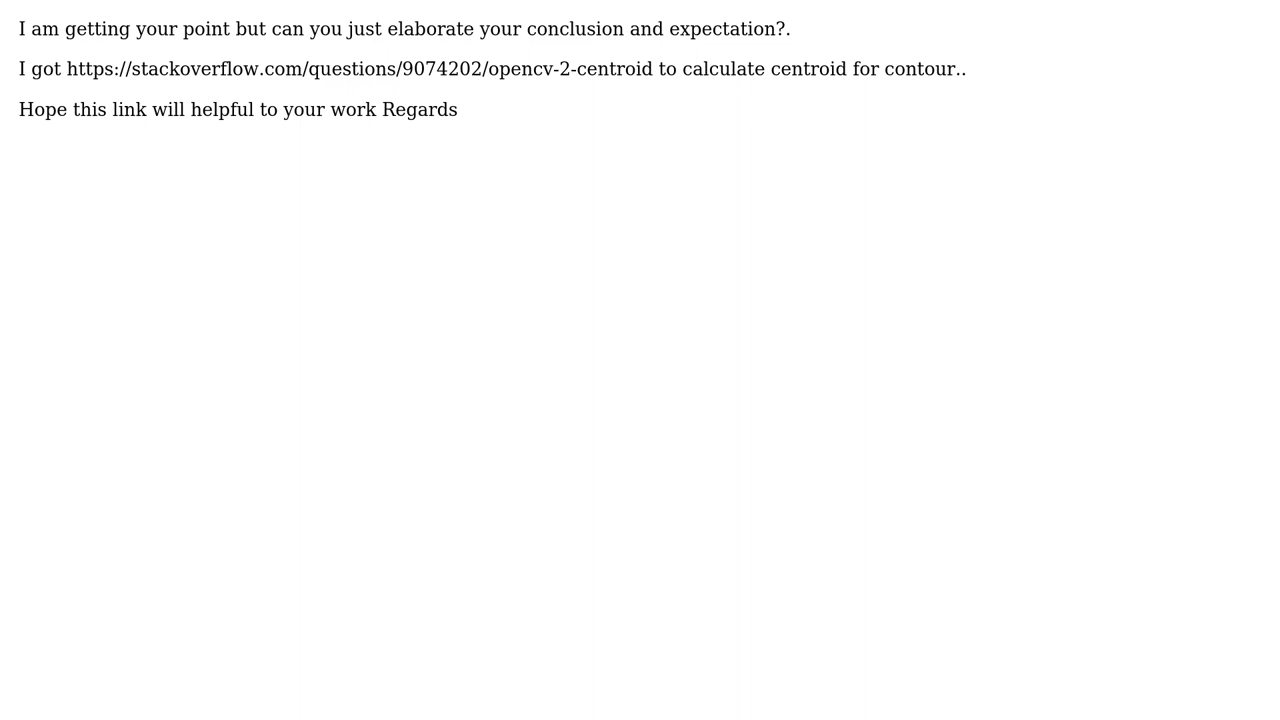 I am getting your point but can you just elaborate your conclusion and expectation?.
I got https://stackoverflow.com/questions/9074202/opencv-2-centroid to calculate centroid for contour..
Hope this link will helpful to your work Regards